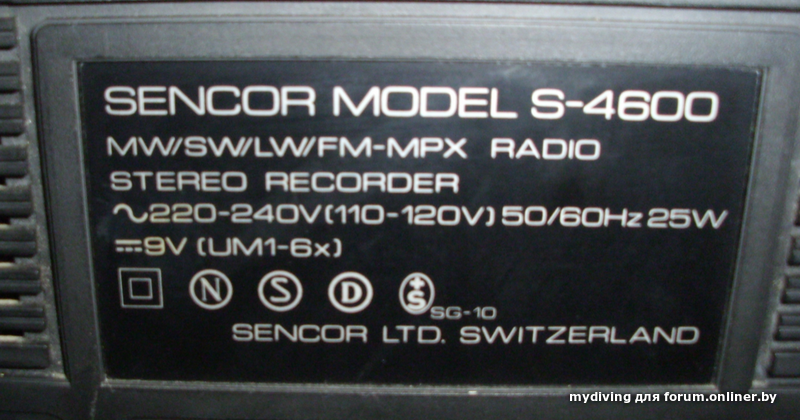 SENCOR MODEL S-4600
MW/SW/LW/FM-MPX RADIO
STEREO RECORDER
~220-240V(110-120V) 50/60Hz 25W
⎓9V (UM1-6x)
N S D +S SG-10
SENCOR LTD. SWITZERLAND
mydiving для forum.onliner.by